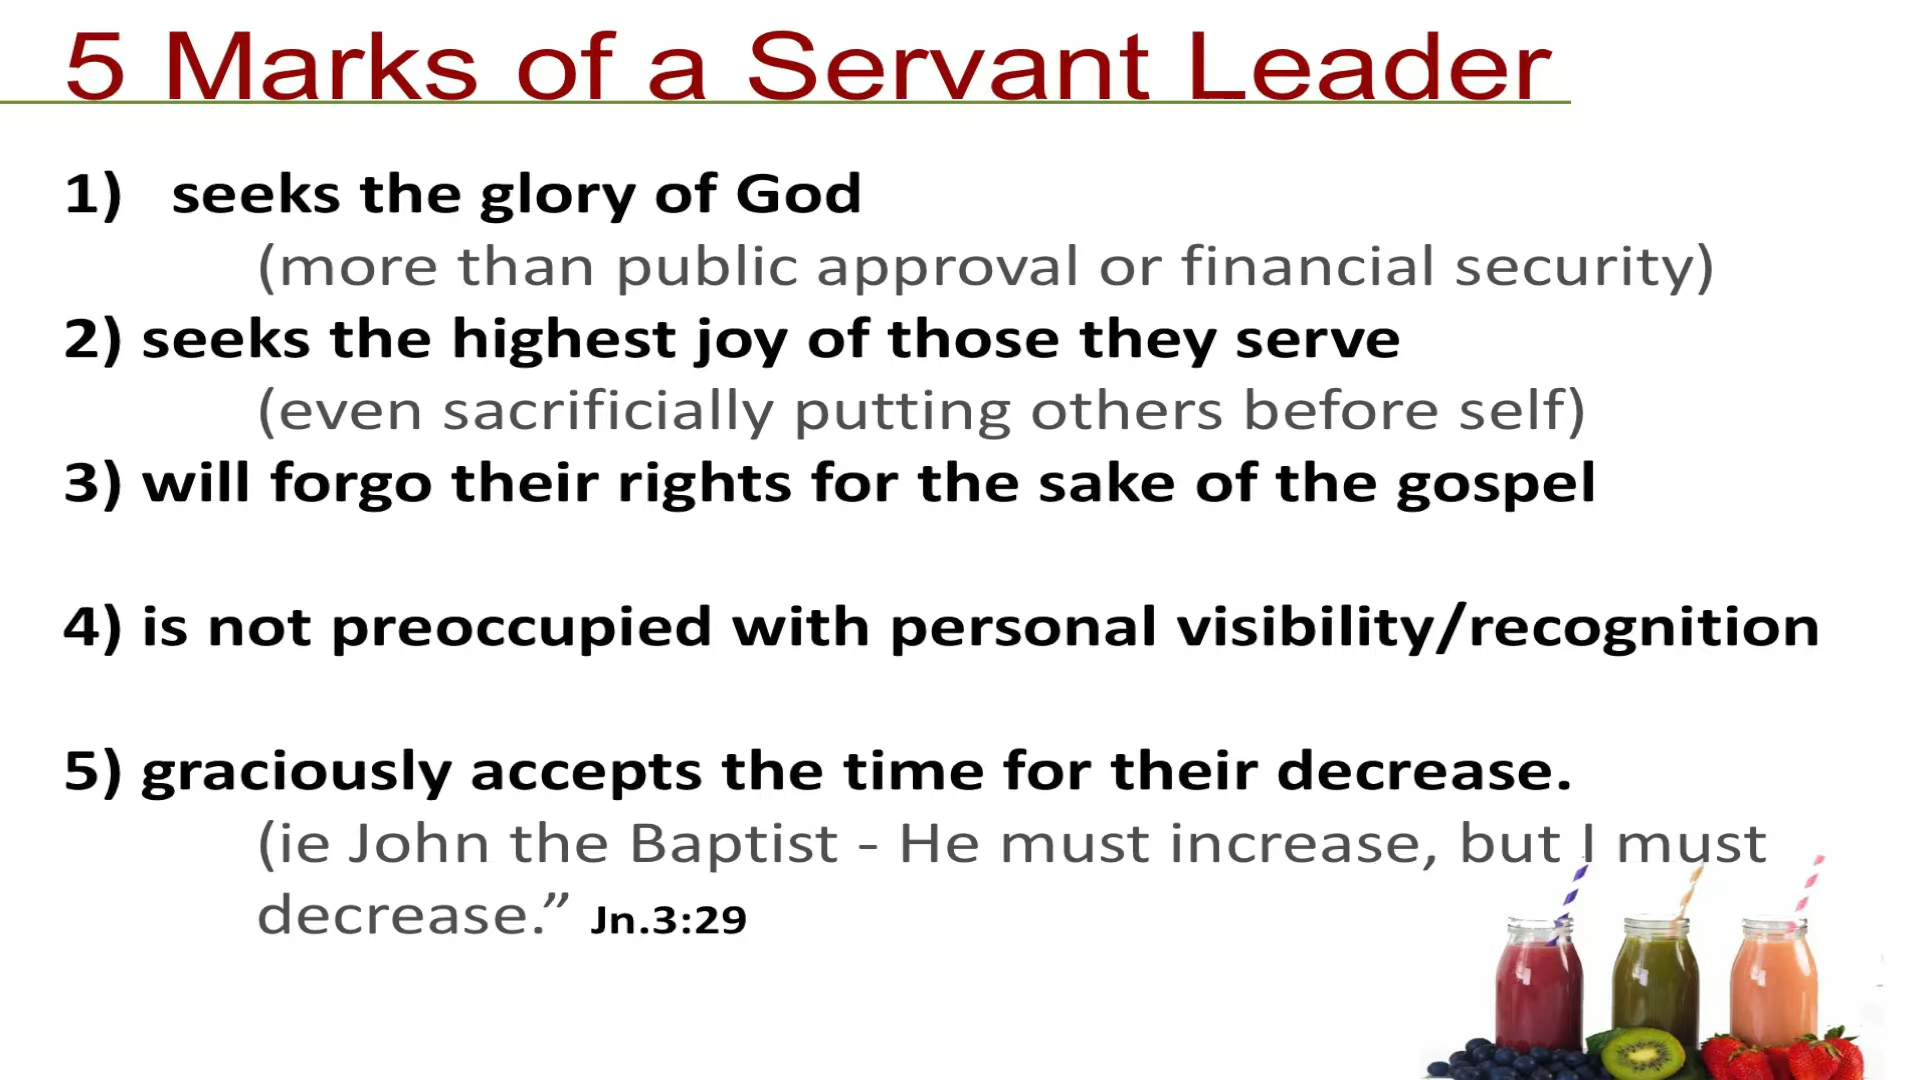 5 Marks of a Servant Leader
1) seeks the glory of God
(more than public approval or financial security)
2) seeks the highest joy of those they serve
(even sacrificially putting others before self)
3) will forgo their rights for the sake of the gospel
4) is not preoccupied with personal visibility/recognition
5) graciously accepts the time for their decrease.
(ie John the Baptist - He must increase, but I must
decrease.” Jn.3:29